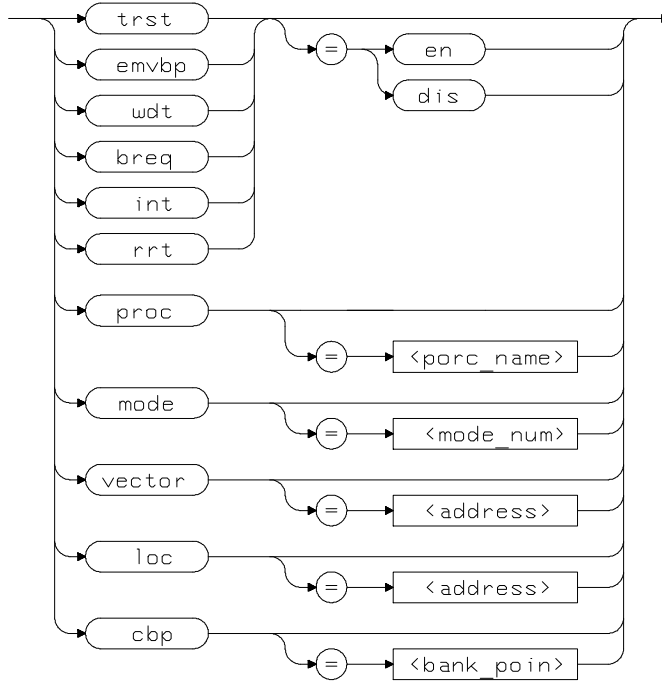 trst
= en
emvbp
dis
wdt
breq
int
rrt
proc
= <porc_name>
mode
= <mode_num>
vector
= <address>
loc
= <address>
cbp
= <bank_poin>